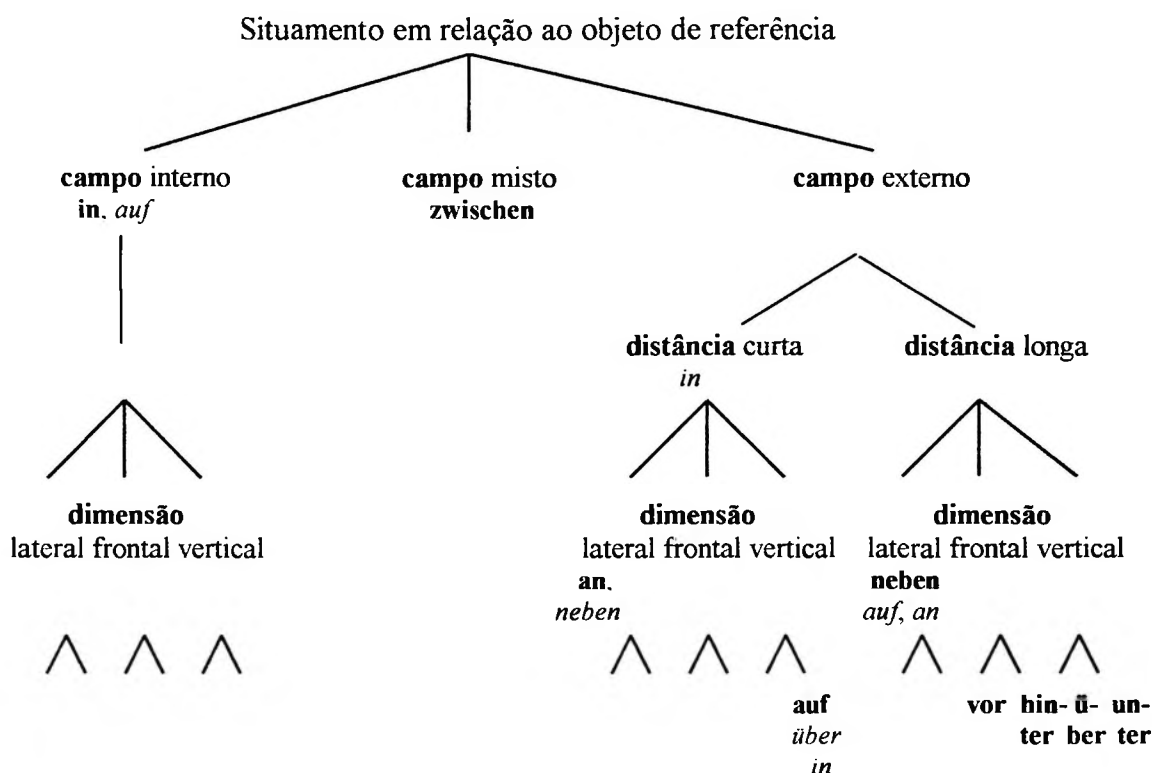 Situamento em relação ao objeto de referência
campo interno campo misto campo externo
in, auf zwischen
distância curta distância longa
in
dimensão dimensão dimensão
lateral frontal vertical lateral frontal vertical lateral frontal vertical
an, neben
neben auf, an
auf vor hin- ü- un-
über ter ber ter
in